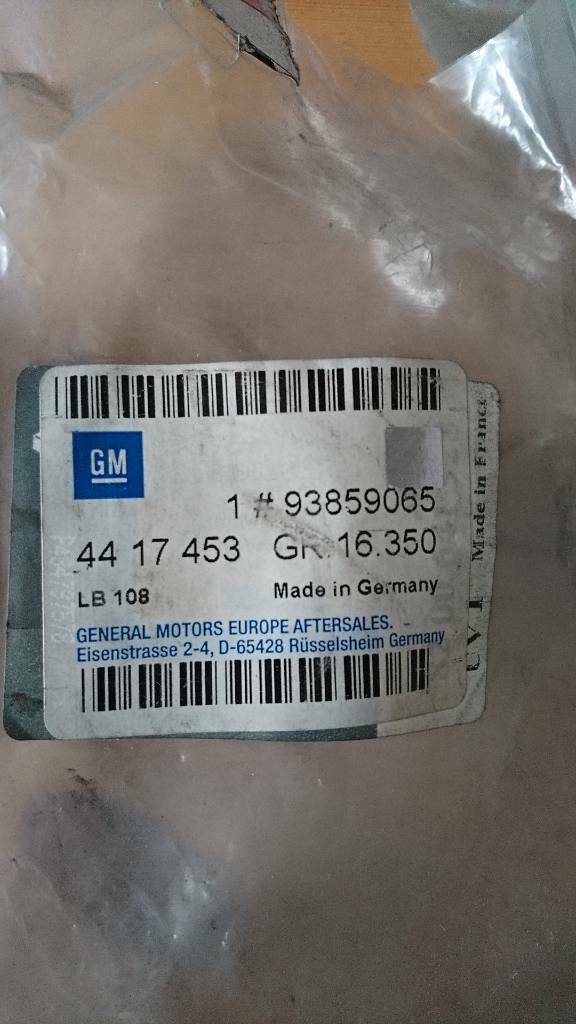 GM
1 # 93859065
44 17 453 GR. 16.350
LB 108 Made in Germany
GENERAL MOTORS EUROPE AFTERSALES.
Eisenstrasse 2-4, D-65428 Rüsselsheim Germany
Made in France